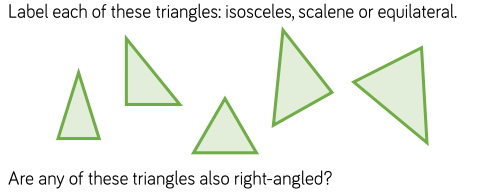 Label each of these triangles: isosceles, scalene or equilateral.
Are any of these triangles also right-angled?